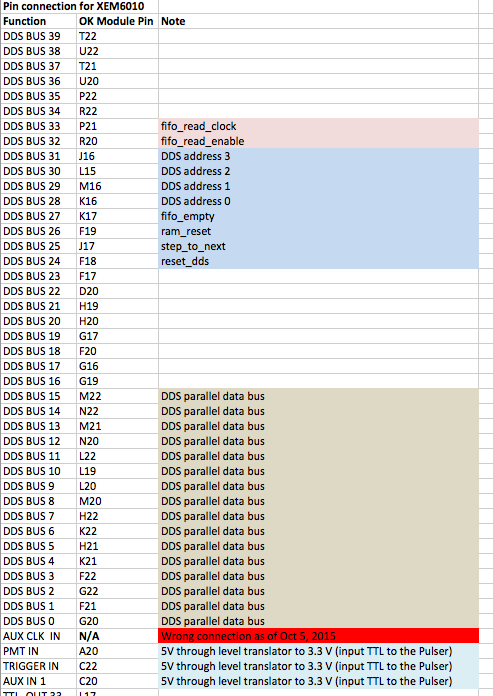 Pin connection for XEM6010
Function OK Module Pin Note
DDS BUS 39 T22
DDS BUS 38 U22
DDS BUS 37 T21
DDS BUS 36 U20
DDS BUS 35 P22
DDS BUS 34 R22
DDS BUS 33 P21 fifo_read_clock
DDS BUS 32 R20 fifo_read_enable
DDS BUS 31 J16 DDS address 3
DDS BUS 30 L15 DDS address 2
DDS BUS 29 M16 DDS address 1
DDS BUS 28 K16 DDS address 0
DDS BUS 27 K17 fifo_empty
DDS BUS 26 F19 ram_reset
DDS BUS 25 J17 step_to_next
DDS BUS 24 F18 reset_dds
DDS BUS 23 F17
DDS BUS 22 D20
DDS BUS 21 H19
DDS BUS 20 H20
DDS BUS 19 G17
DDS BUS 18 F20
DDS BUS 17 G16
DDS BUS 16 G19
DDS BUS 15 M22 DDS parallel data bus
DDS BUS 14 N22 DDS parallel data bus
DDS BUS 13 M21 DDS parallel data bus
DDS BUS 12 N20 DDS parallel data bus
DDS BUS 11 L22 DDS parallel data bus
DDS BUS 10 L19 DDS parallel data bus
DDS BUS 9 L20 DDS parallel data bus
DDS BUS 8 M20 DDS parallel data bus
DDS BUS 7 H22 DDS parallel data bus
DDS BUS 6 K22 DDS parallel data bus
DDS BUS 5 H21 DDS parallel data bus
DDS BUS 4 K21 DDS parallel data bus
DDS BUS 3 F22 DDS parallel data bus
DDS BUS 2 G22 DDS parallel data bus
DDS BUS 1 F21 DDS parallel data bus
DDS BUS 0 G20 DDS parallel data bus
AUX CLK IN N/A Wrong connection as of Oct 5, 2015
PMT IN A20 5V through level translator to 3.3 V (input TTL to the Pulser)
TRIGGER IN C22 5V through level translator to 3.3 V (input TTL to the Pulser)
AUX IN 1 C20 5V through level translator to 3.3 V (input TTL to the Pulser)
TTL OUT 33 L17